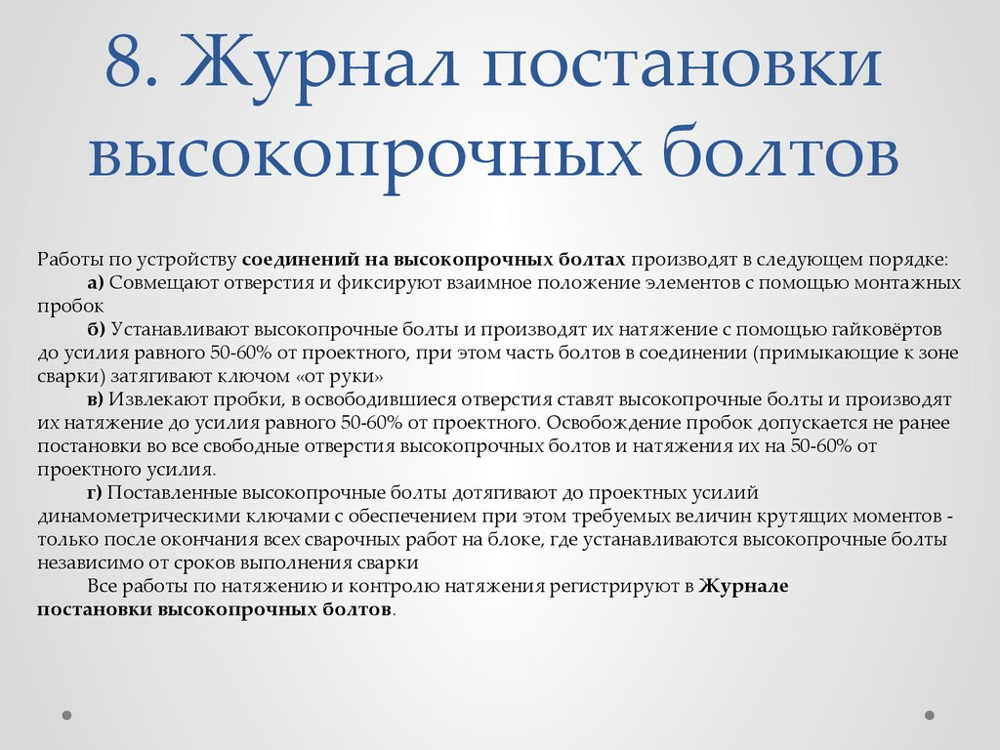 8. Журнал постановки
высокопрочных болтов
Работы по устройству соединений на высокопрочных болтах производят в следующем порядке:
а) Совмещают отверстия и фиксируют взаимное положение элементов с помощью монтажных
пробок
б) Устанавливают высокопрочные болты и производят их натяжение с помощью гайковёртов
до усилия равного 50-60% от проектного, при этом часть болтов в соединении (примыкающие к зоне
сварки) затягивают ключом «от руки»
в) Извлекают пробки, в освободившиеся отверстия ставят высокопрочные болты и производят
их натяжение до усилия равного 50-60% от проектного. Освобождение пробок допускается не ранее
постановки во все свободные отверстия высокопрочных болтов и натяжения их на 50-60% от
проектного усилия.
г) Поставленные высокопрочные болты дотягивают до проектных усилий
динамометрическими ключами с обеспечением при этом требуемых величин крутящих моментов -
только после окончания всех сварочных работ на блоке, где устанавливаются высокопрочные болты
независимо от сроков выполнения сварки
Все работы по натяжению и контролю натяжения регистрируют в Журнале
постановки высокопрочных болтов.